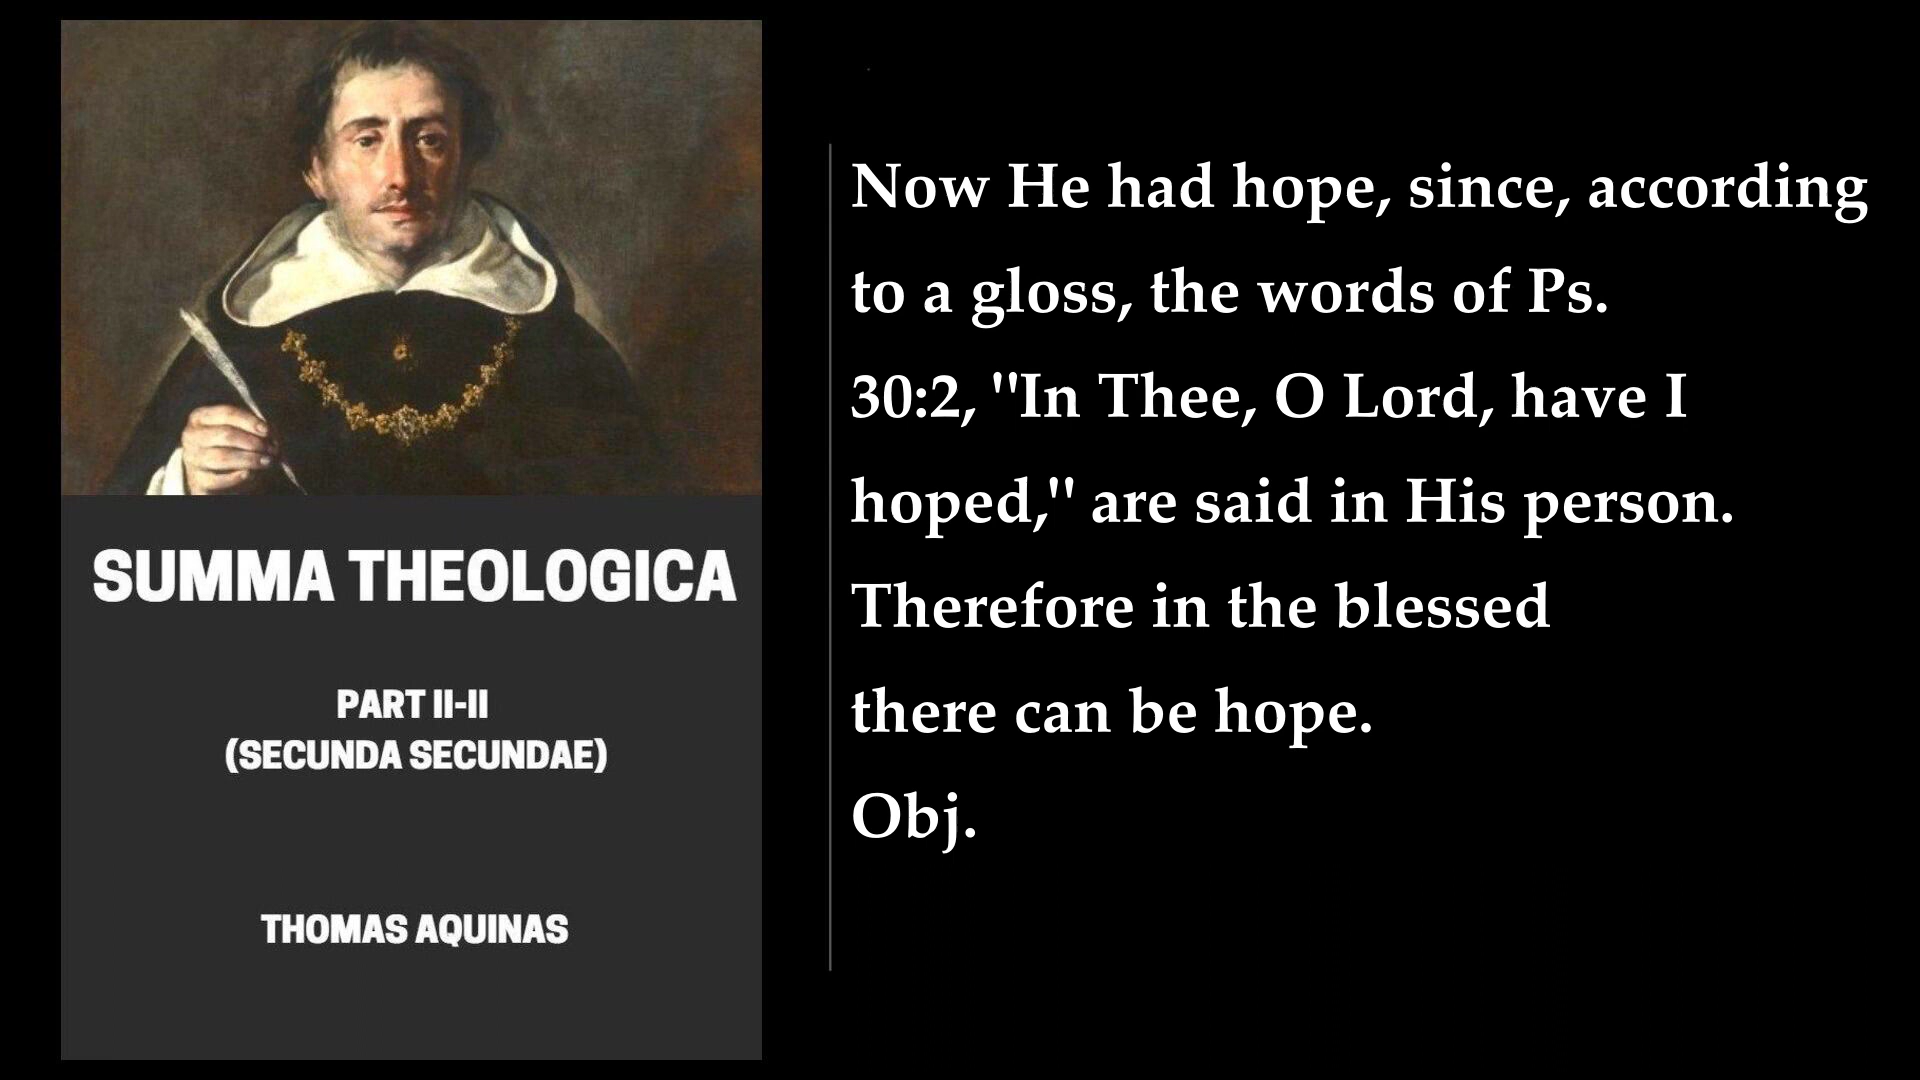 SUMMA THEOLOGICA
PART II-II
(SECUNDA SECUNDAE)
THOMAS AQUINAS
Now He had hope, since, according
to a gloss, the words of Ps.
30:2, "In Thee, O Lord, have I
hoped," are said in His person.
Therefore in the blessed
there can be hope.
Obj.